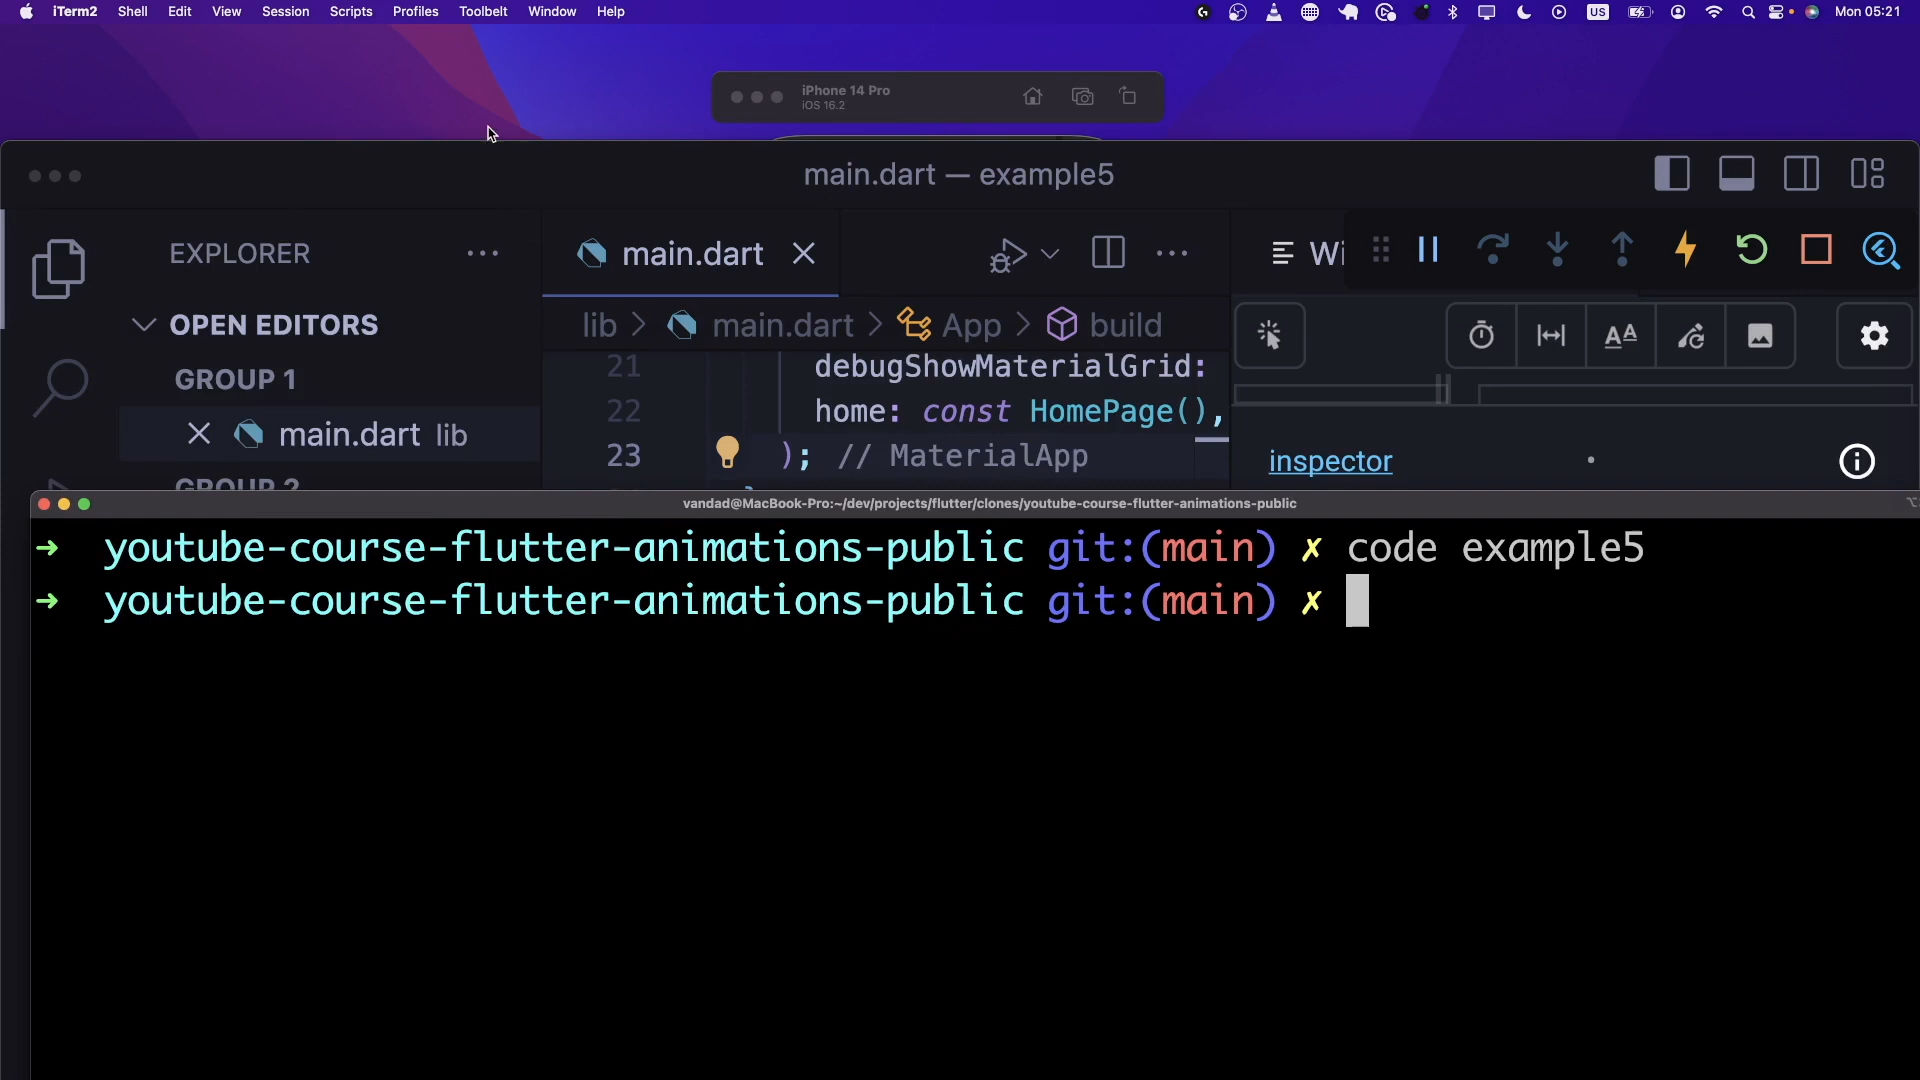 iTerm2 Shell Edit View Session Scripts Profiles Toolbelt Window Help US Mon 05:21
iPhone 14 Pro
iOS 16.2
main.dart — example5
EXPLORER
main.dart
Wi
OPEN EDITORS
lib > main.dart > App > build
21 debugShowMaterialGrid:
GROUP 1
22 home: const HomePage(),
main.dart lib
23 ); // MaterialApp
inspector
GROUP 2
vandad@MacBook-Pro:~/dev/projects/flutter/clones/youtube-course-flutter-animations-public
→ youtube-course-flutter-animations-public git:(main) ✗ code example5
→ youtube-course-flutter-animations-public git:(main) ✗